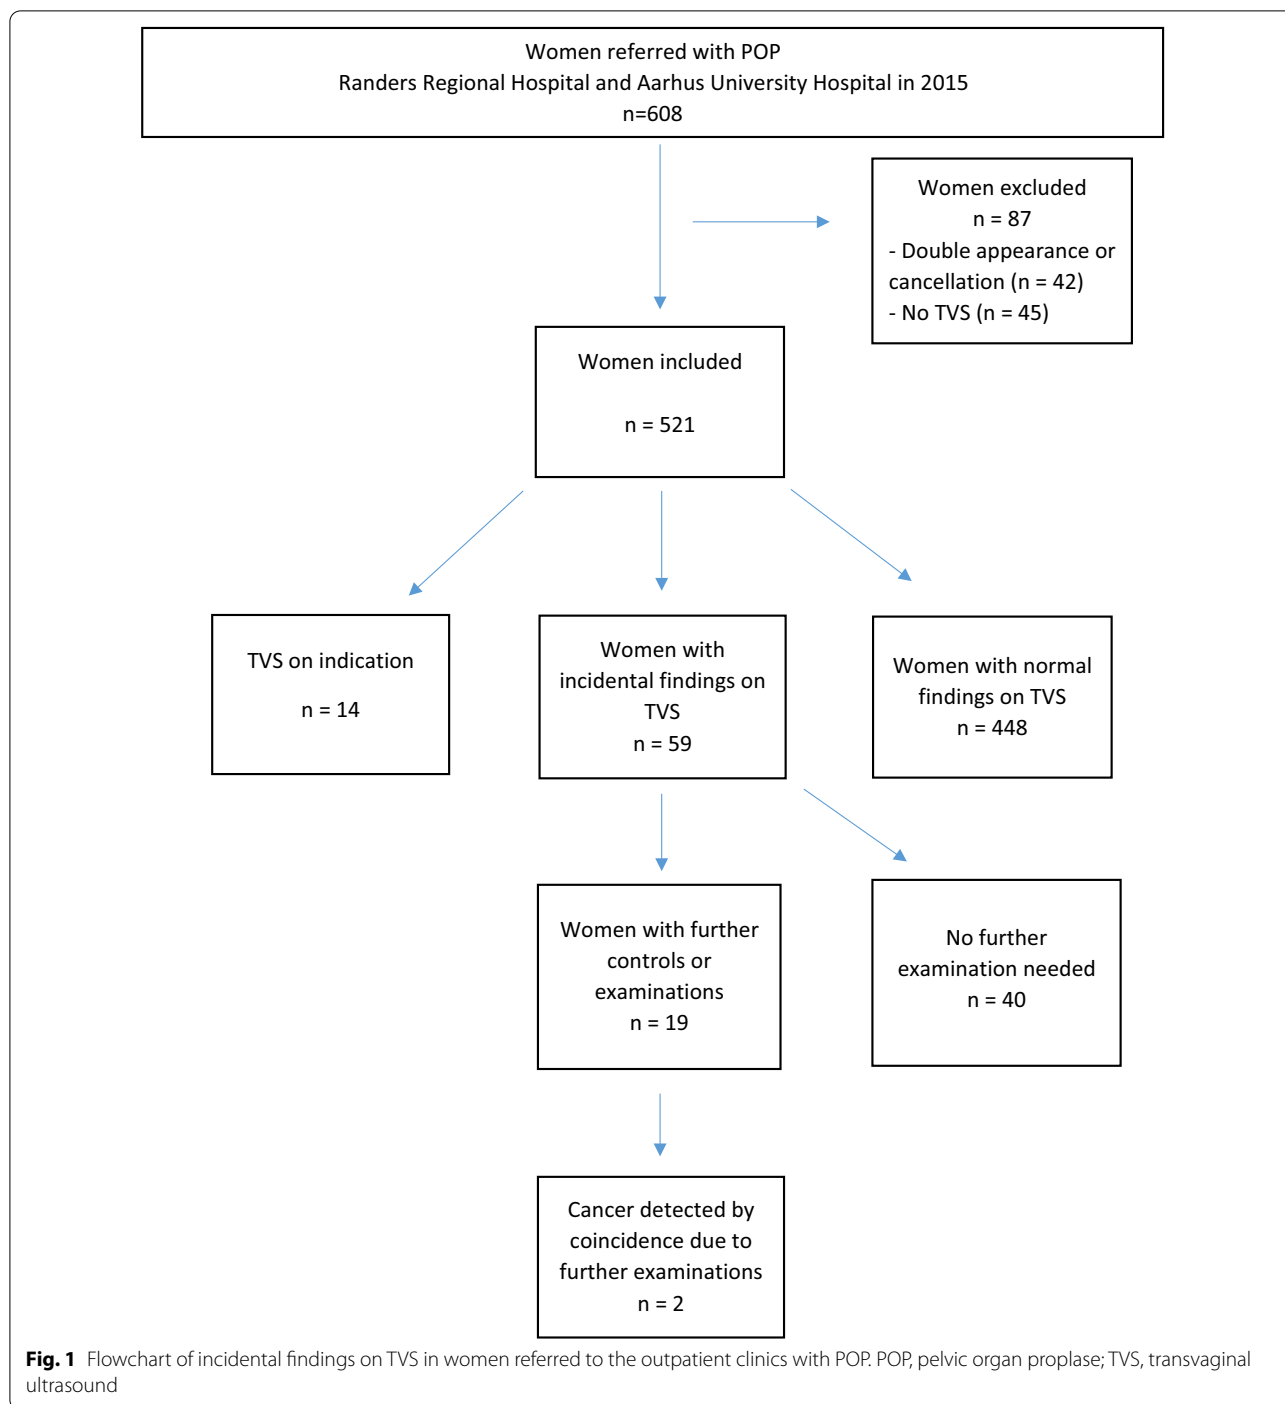 Women referred with POP
Randers Regional Hospital and Aarhus University Hospital in 2015
n=608
Women excluded
n = 87
- Double appearance or
cancellation (n = 42)
- No TVS (n = 45)
Women included
n = 521
TVS on indication
n = 14
Women with
incidental findings on
TVS
n = 59
Women with normal
findings on TVS
n = 448
Women with further
controls or
examinations
n = 19
No further
examination needed
n = 40
Cancer detected by
coincidence due to
further examinations
n = 2
Fig. 1 Flowchart of incidental findings on TVS in women referred to the outpatient clinics with POP. POP, pelvic organ proplase; TVS, transvaginal
ultrasound